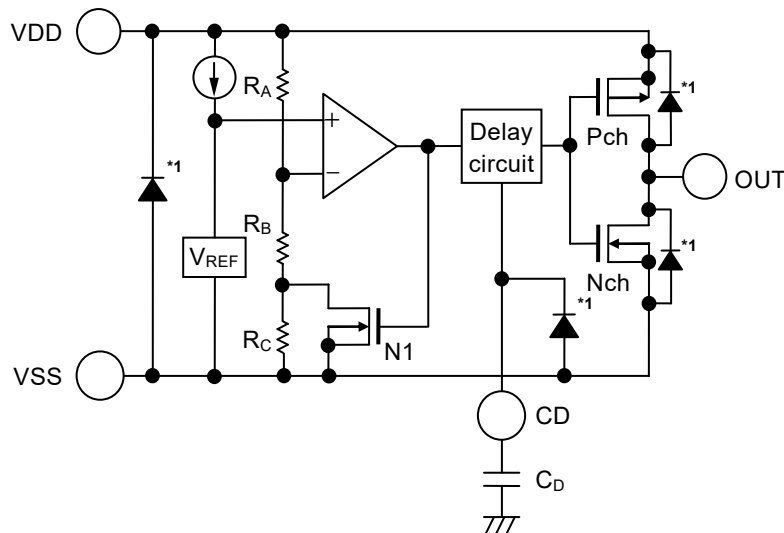 VDD
*1
RA
+
−
Delay
circuit
Pch
*1
OUT
RB
VREF
Nch
*1
RC
N1
*1
VSS
CD
CD